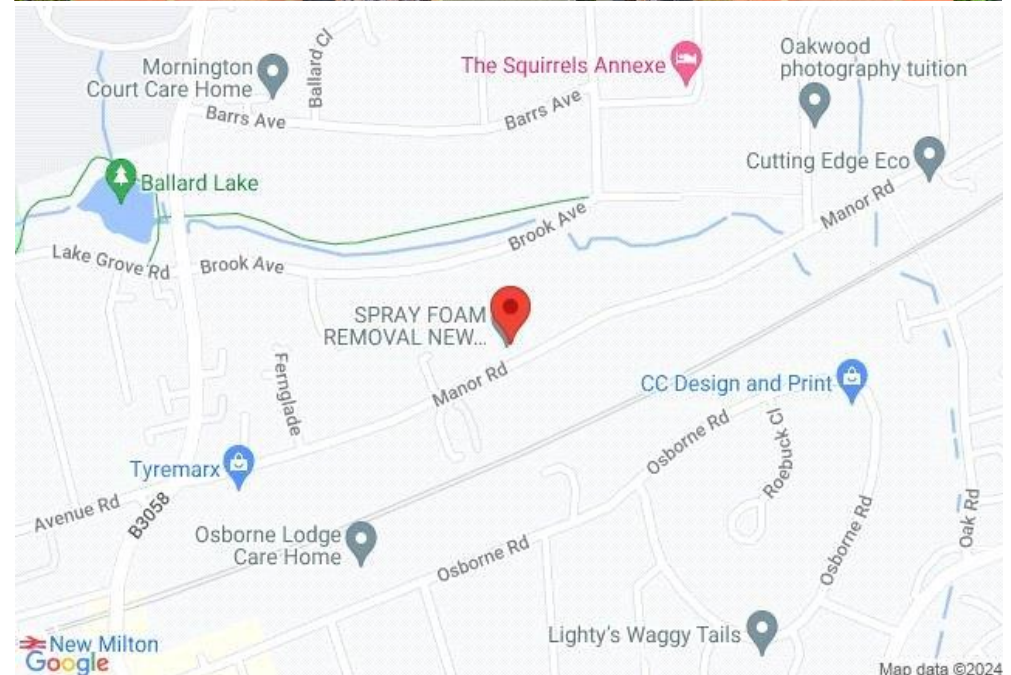 Oakwood
photography tuition
Mornington
Court Care Home
Ballard Cl
The Squirrels Annexe
Barrs Ave
Barrs Ave
Cutting Edge Eco
Ballard Lake
Manor Rd
Brook Ave
Lake Grove Rd
Brook Ave
SPRAY FOAM
REMOVAL NEW...
Fernglade
Manor Rd
CC Design and Print
Osborne Rd
Roebuck Cl
Tyremarx
Avenue Rd
B3058
Osborne Lodge
Care Home
Osborne Rd
Osborne Rd
Oak Rd
Lighty's Waggy Tails
New Milton
Google
Map data ©2024